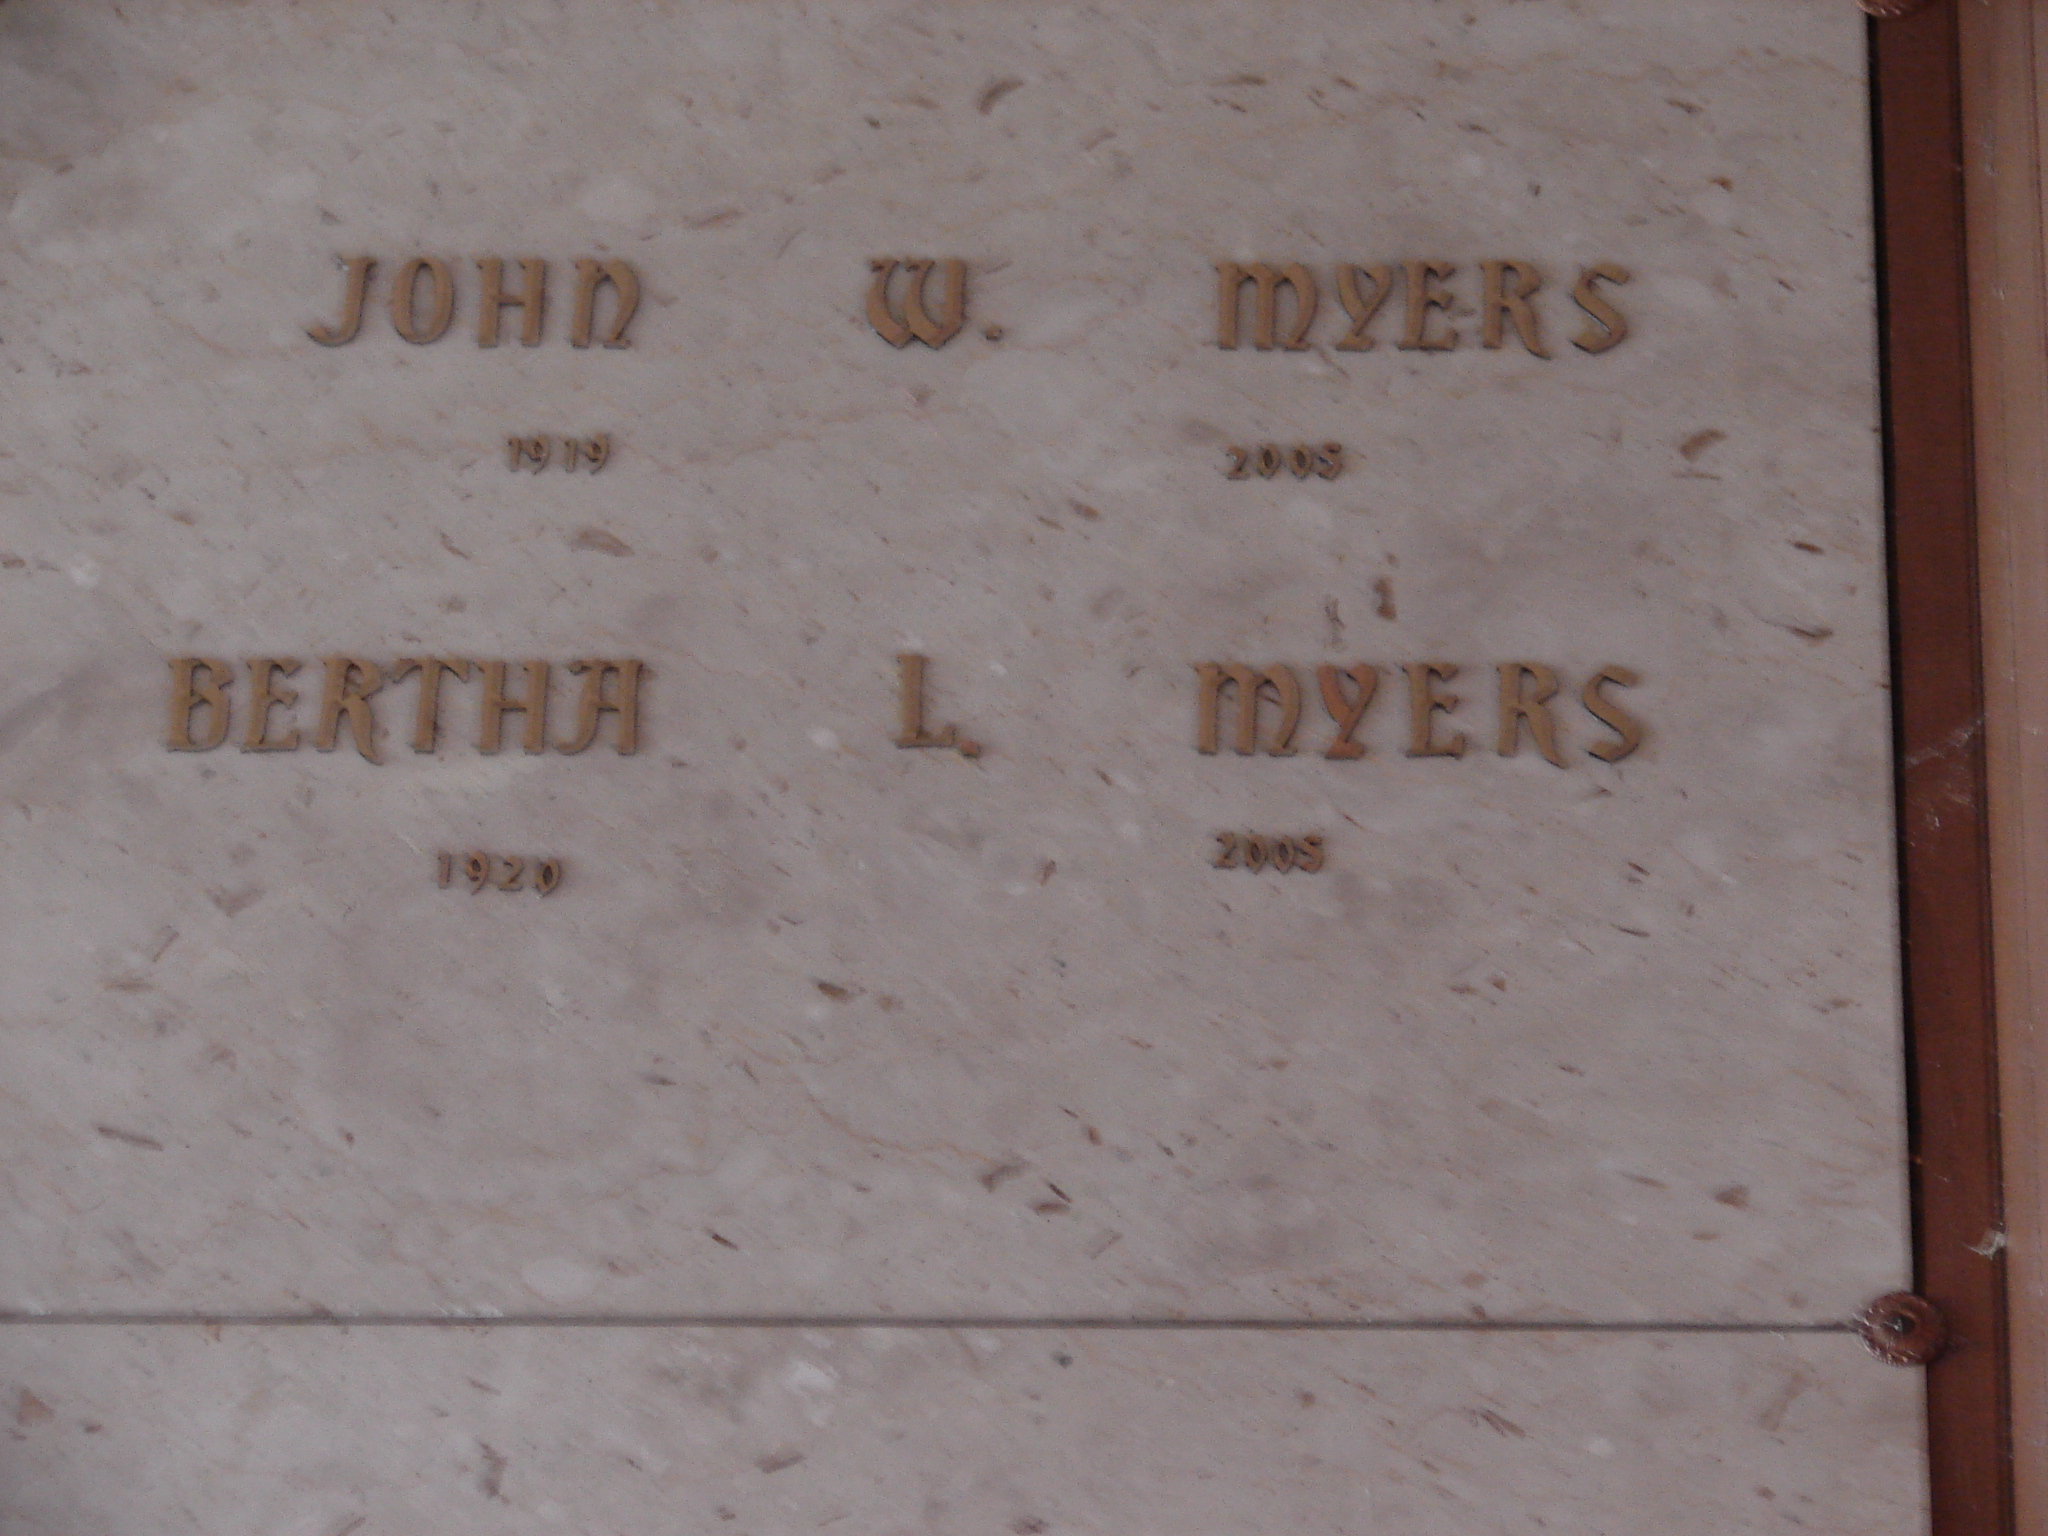 JOHN W. MYERS
1919 2005
BERTHA L. MYERS
1920 2005